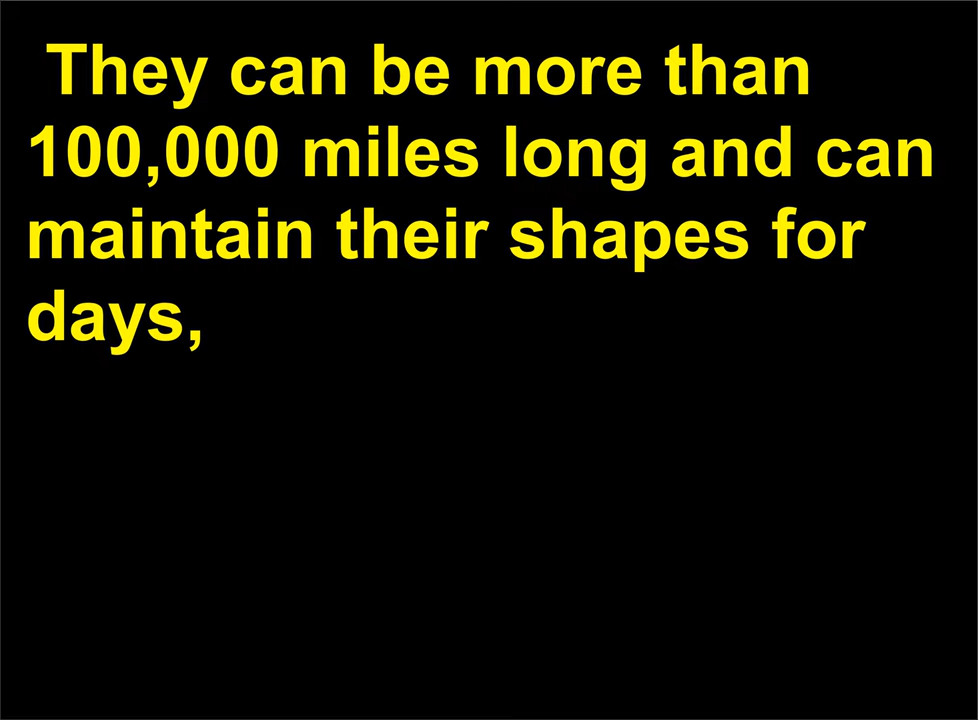 They can be more than
100,000 miles long and can
maintain their shapes for
days,